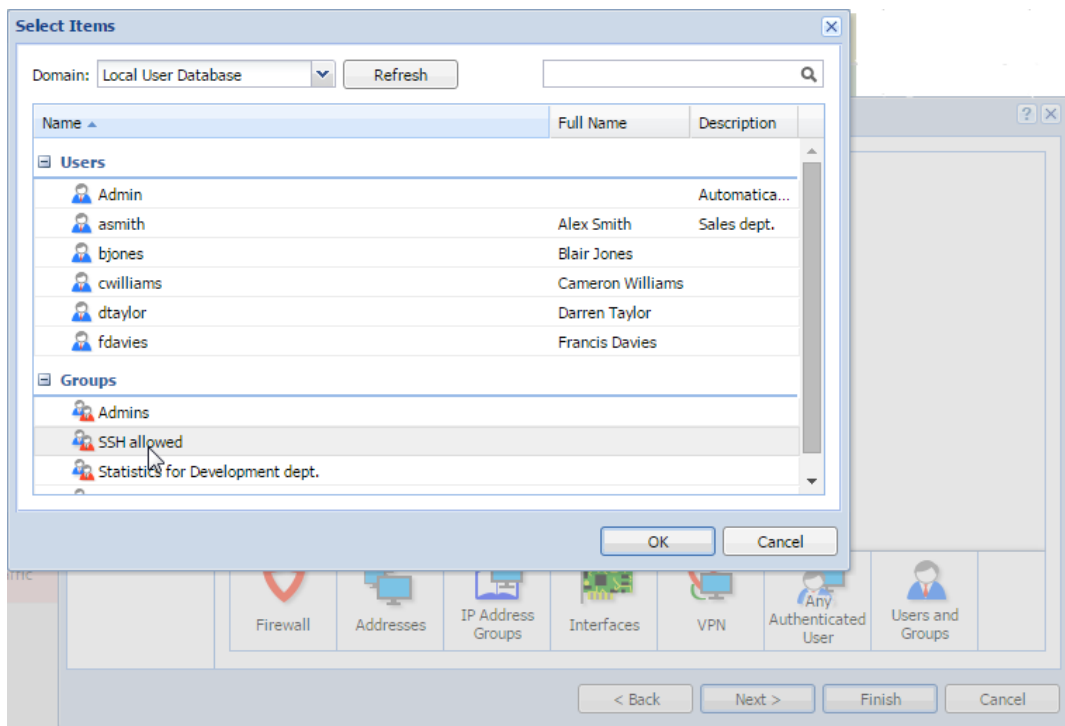 Select Items
Domain: Local User Database Refresh
Name Full Name Description
Users
Admin Automatica...
asmith Alex Smith Sales dept.
bjones Blair Jones
cwilliams Cameron Williams
dtaylor Darren Taylor
fdavies Francis Davies
Groups
Admins
SSH allowed
Statistics for Development dept.
OK Cancel
Firewall
Addresses
IP Address
Groups
Interfaces
VPN
Any
Authenticated
User
Users and
Groups
< Back Next > Finish Cancel